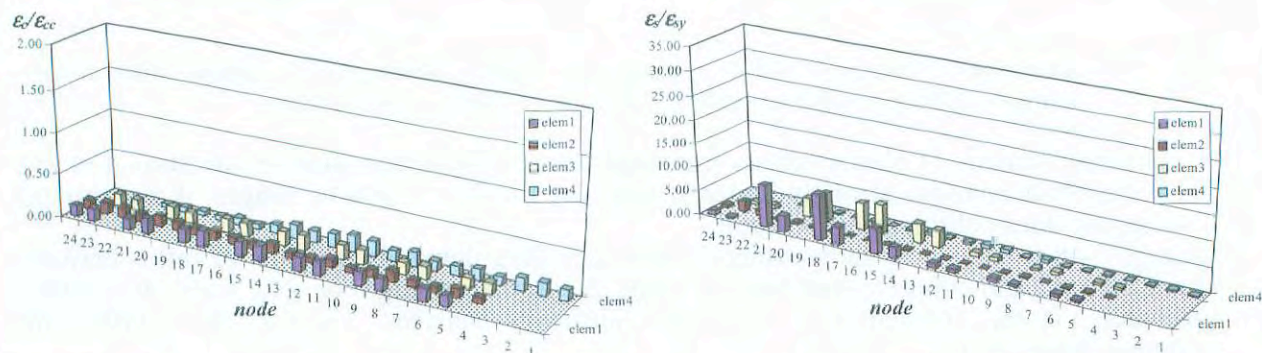 εc/εcc
2.00
1.50
1.00
0.50
0.00
24 23 22 21 20 19 18 17 16 15 14 13 12 11 10 9 8 7 6 5 4 3 2 1
node
elem1
elem4
elem1
elem2
elem3
elem4
εs/εsy
35.00
30.00
25.00
20.00
15.00
10.00
5.00
0.00
24 23 22 21 20 19 18 17 16 15 14 13 12 11 10 9 8 7 6 5 4 3 2 1
node
elem1
elem4
elem1
elem2
elem3
elem4